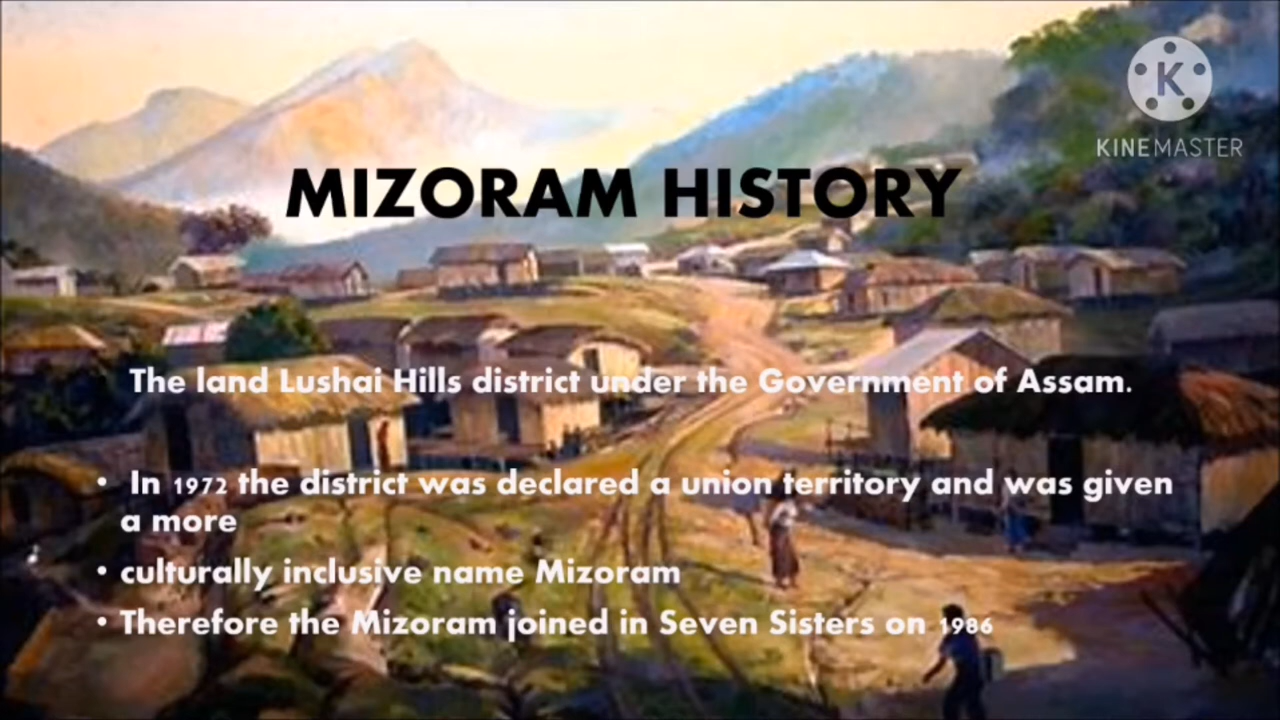 KINEMASTER
MIZORAM HISTORY
The land Lushai Hills district under the Government of Assam.
• In 1972 the district was declared a union territory and was given
a more
• culturally inclusive name Mizoram
• Therefore the Mizoram joined in Seven Sisters on 1986